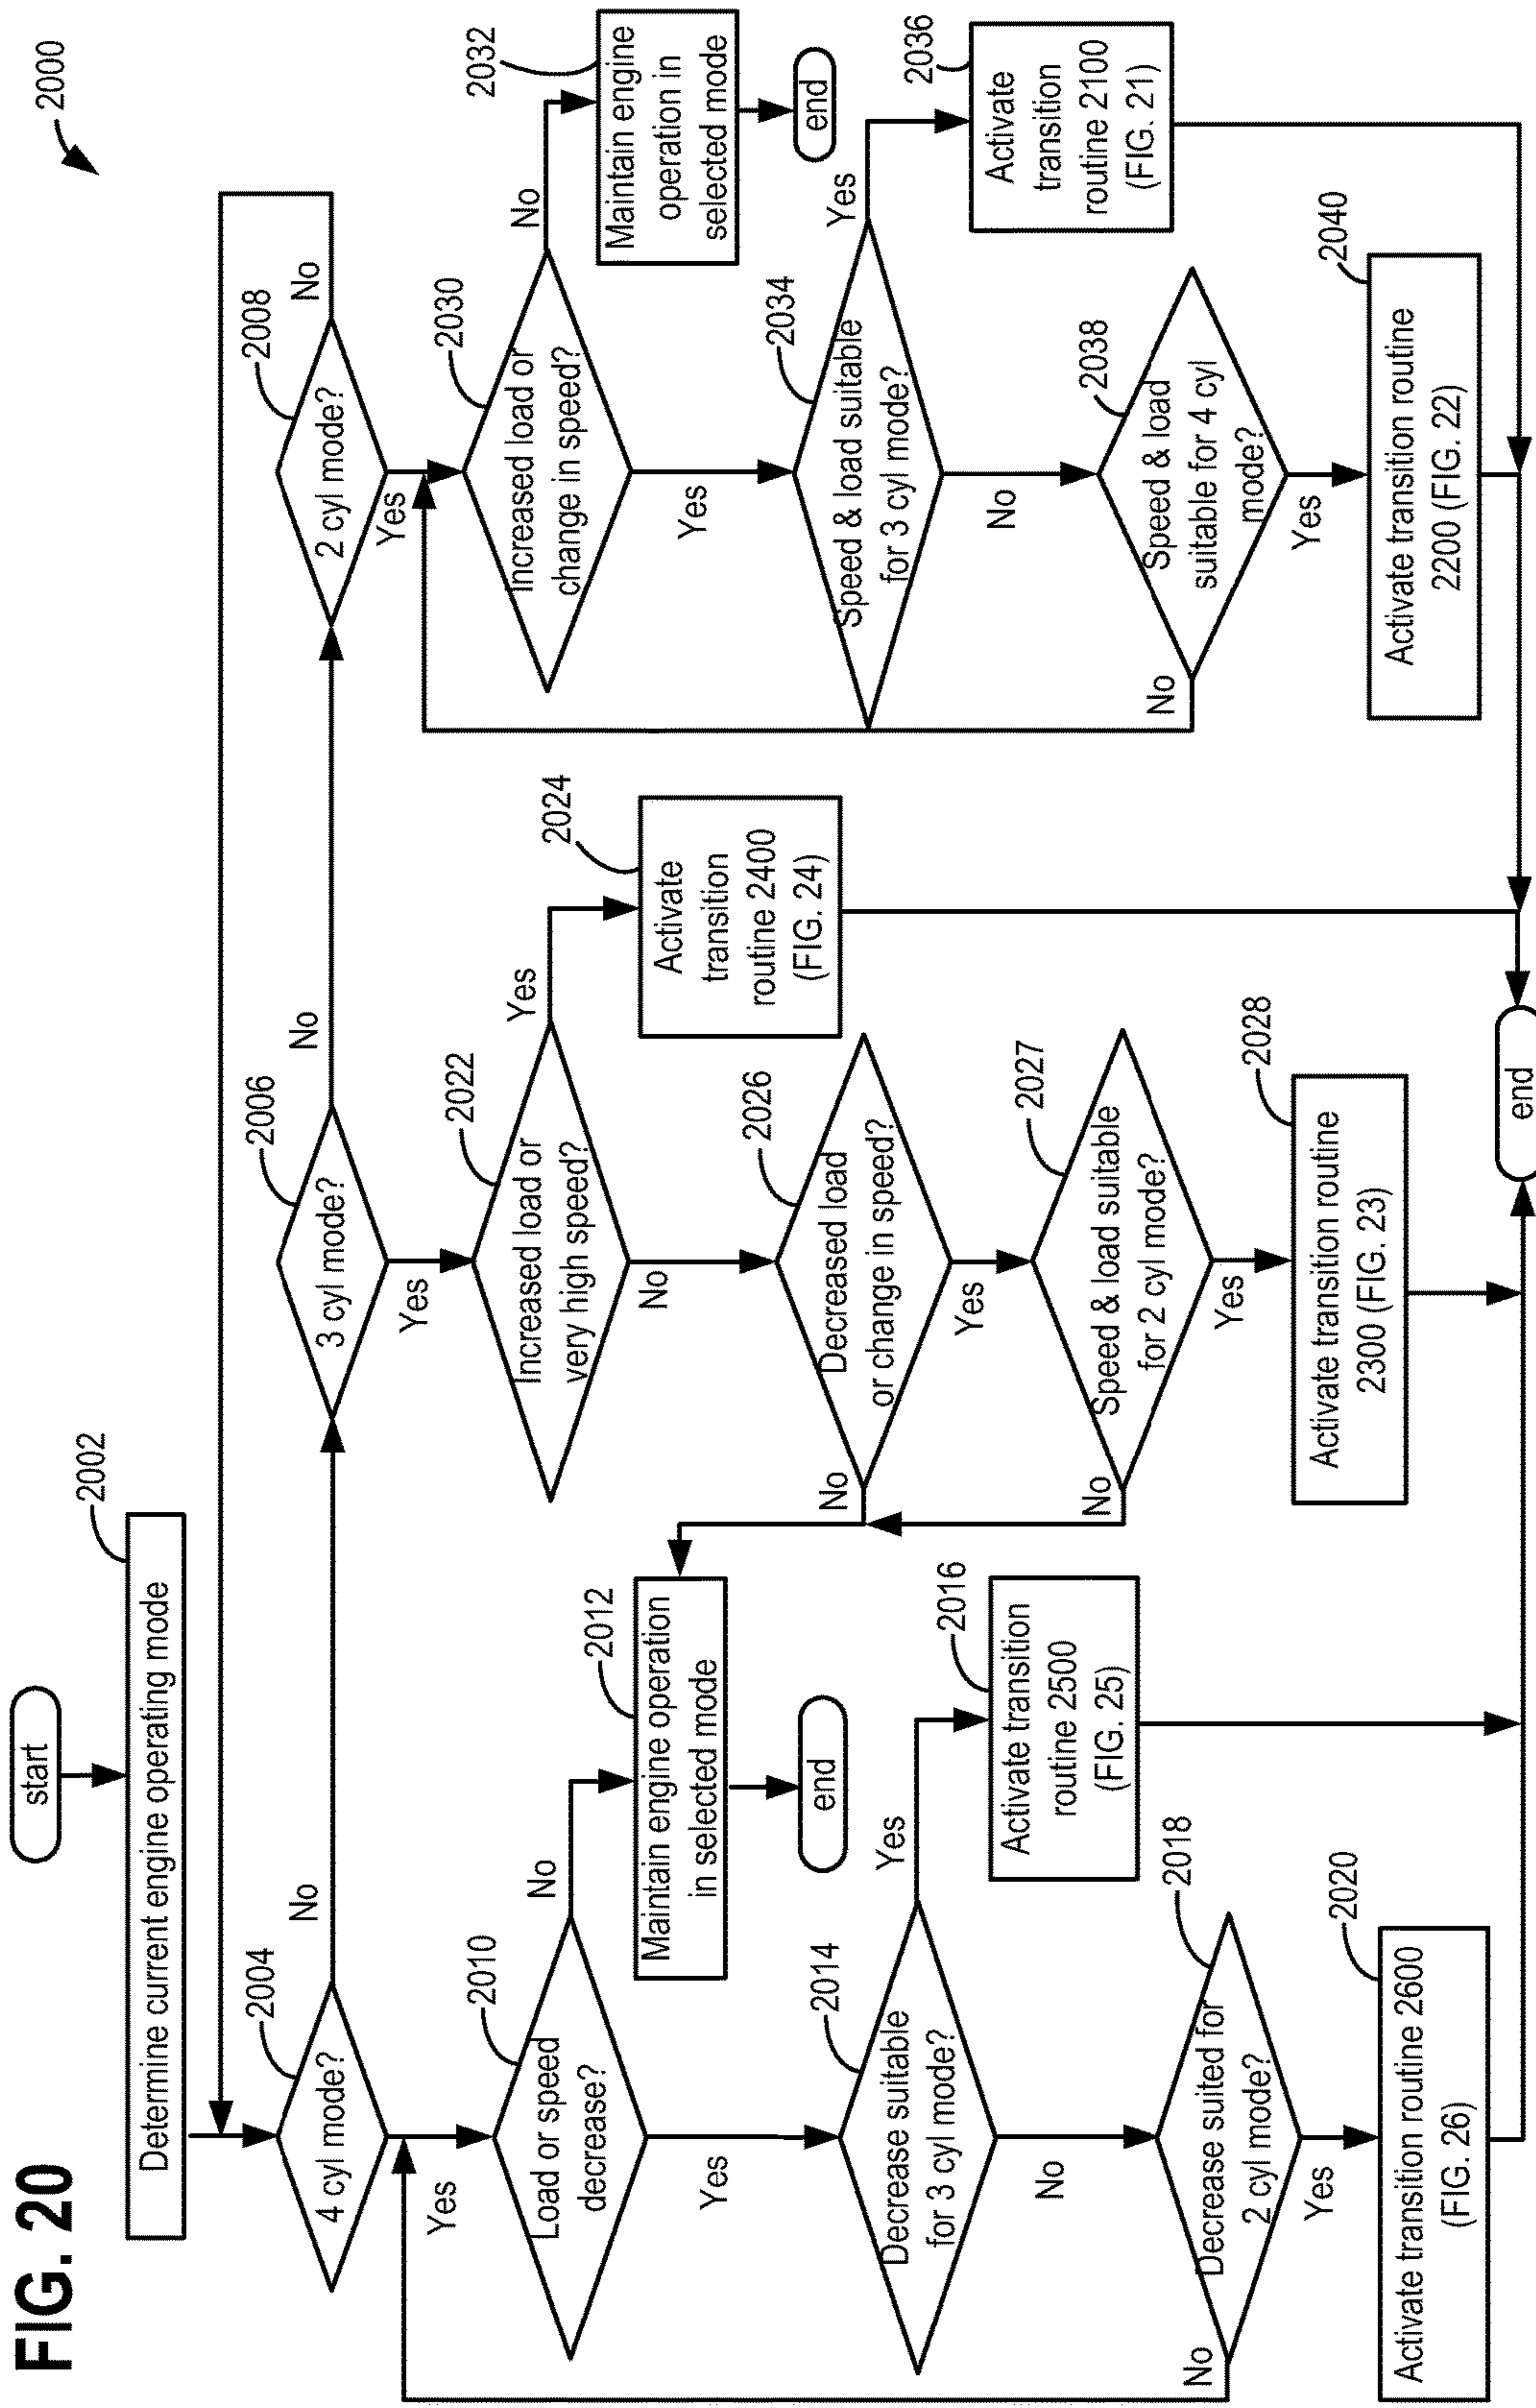 FIG. 20
2000
start
2002
Determine current engine operating mode
2004
4 cyl mode?
No
Yes
2006
3 cyl mode?
No
Yes
2008
2 cyl mode?
No
Yes
2010
Load or speed
decrease?
No
Yes
2012
Maintain engine operation
in selected mode
end
2014
Decrease suitable
for 3 cyl mode?
Yes
No
2016
Activate transition
routine 2500
(FIG. 25)
2018
Decrease suited for
2 cyl mode?
No
Yes
2020
Activate transition routine 2600
(FIG. 26)
2022
Increased load or
very high speed?
Yes
No
2024
Activate
transition
routine 2400
(FIG. 24)
2026
Decreased load
or change in speed?
No
Yes
2027
Speed & load suitable
for 2 cyl mode?
No
Yes
2028
Activate transition routine
2300 (FIG. 23)
2030
Increased load or
change in speed?
No
Yes
2032
Maintain engine
operation in
selected mode
end
2034
Speed & load suitable
for 3 cyl mode?
Yes
No
2036
Activate
transition
routine 2100
(FIG. 21)
2038
Speed & load
suitable for 4 cyl
mode?
No
Yes
2040
Activate transition routine
2200 (FIG. 22)
end